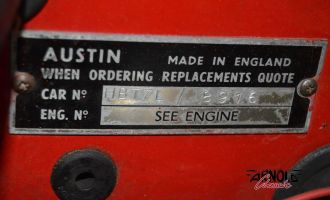 AUSTIN MADE IN ENGLAND
WHEN ORDERING REPLACEMENTS QUOTE
CAR Nº
ENG. Nº SEE ENGINE